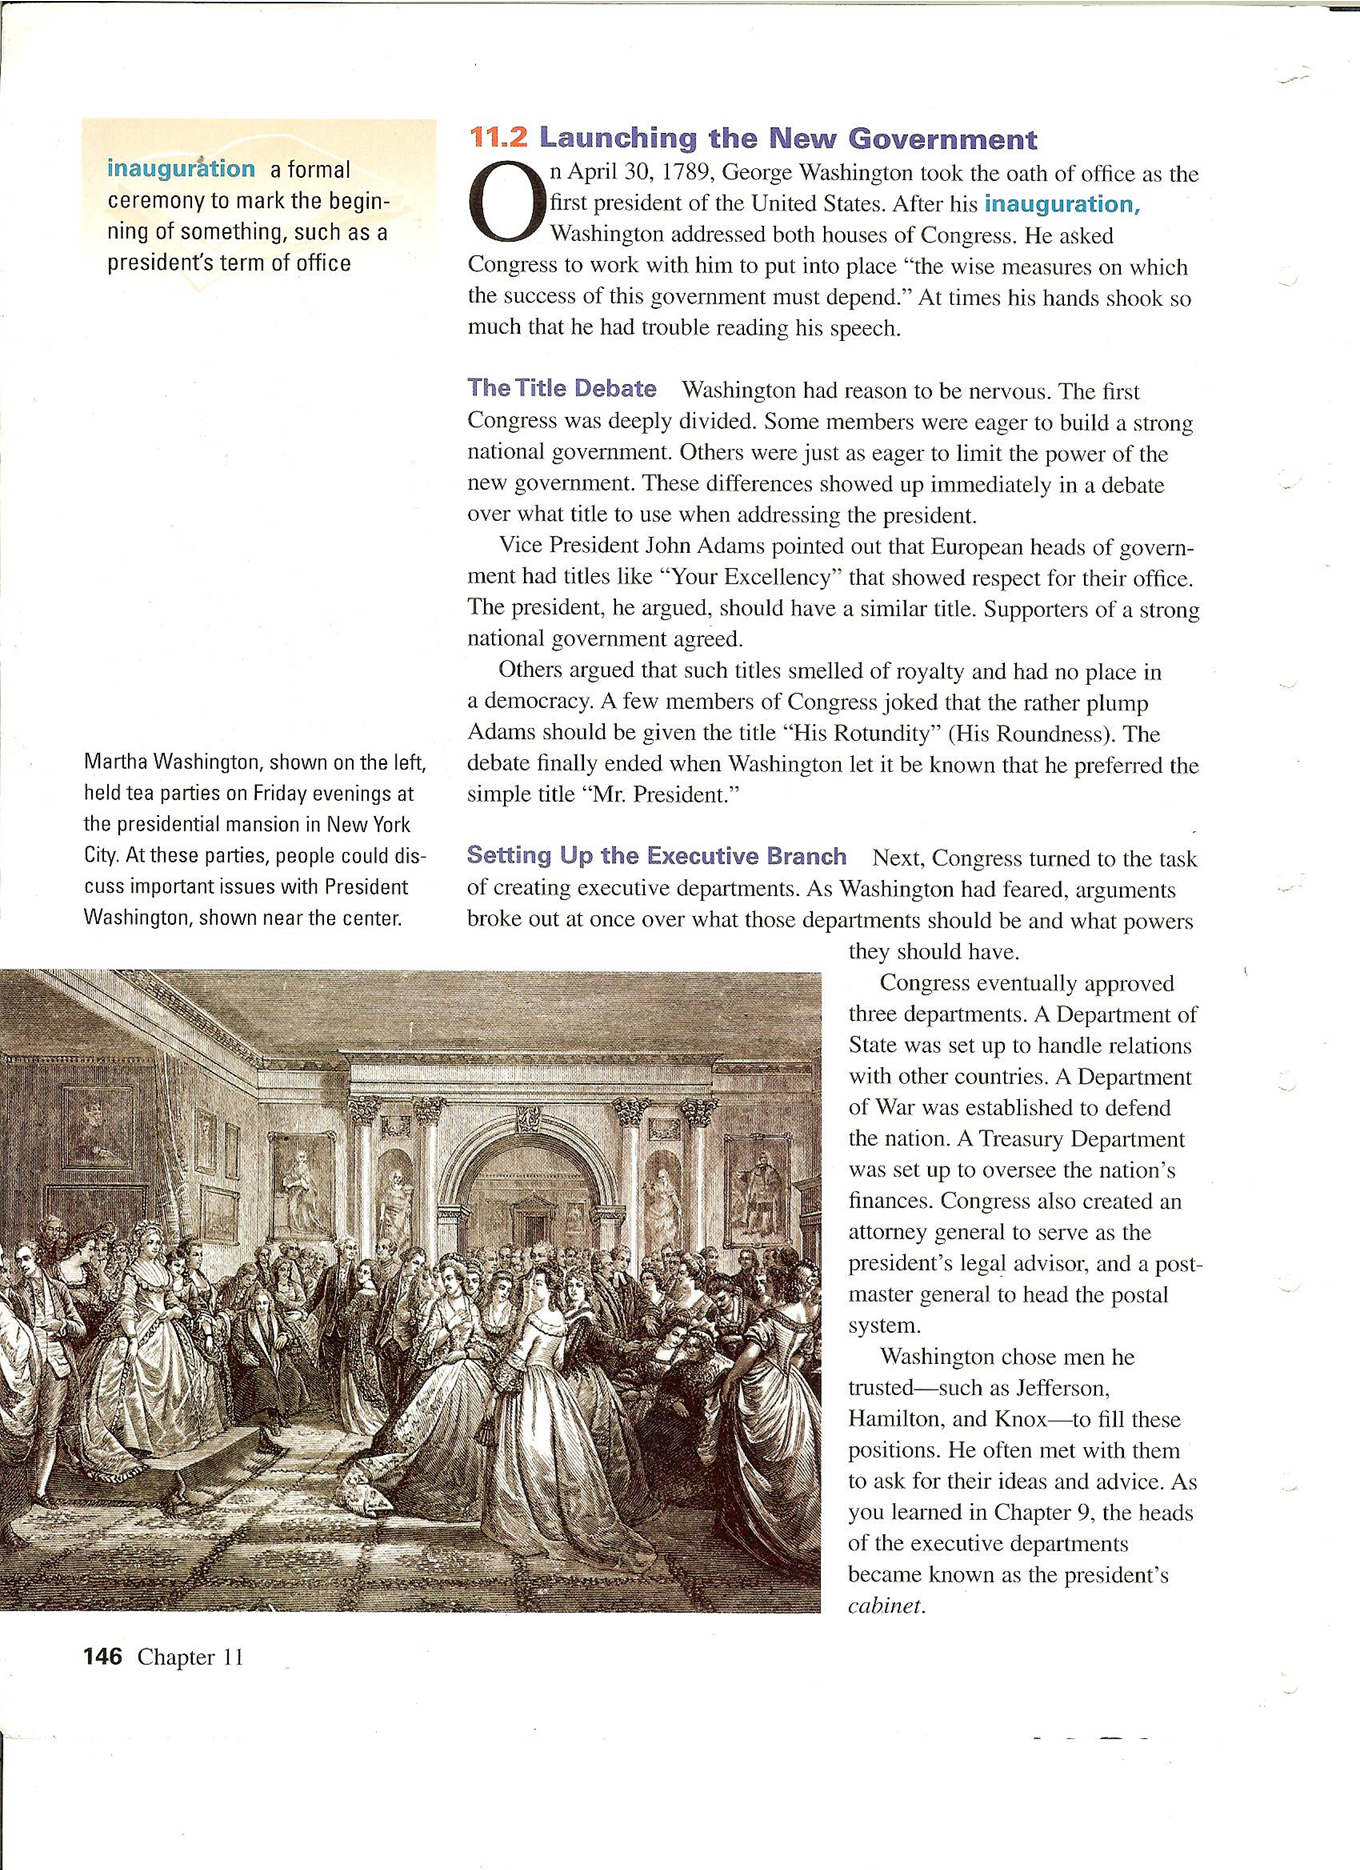 inauguration a formal
ceremony to mark the begin-
ning of something, such as a
president's term of office
11.2 Launching the New Government
On April 30, 1789, George Washington took the oath of office as the
first president of the United States. After his inauguration,
Washington addressed both houses of Congress. He asked
Congress to work with him to put into place “the wise measures on which
the success of this government must depend.” At times his hands shook so
much that he had trouble reading his speech.
The Title Debate Washington had reason to be nervous. The first
Congress was deeply divided. Some members were eager to build a strong
national government. Others were just as eager to limit the power of the
new government. These differences showed up immediately in a debate
over what title to use when addressing the president.
Vice President John Adams pointed out that European heads of govern-
ment had titles like “Your Excellency” that showed respect for their office.
The president, he argued, should have a similar title. Supporters of a strong
national government agreed.
Others argued that such titles smelled of royalty and had no place in
a democracy. A few members of Congress joked that the rather plump
Adams should be given the title “His Rotundity” (His Roundness). The
debate finally ended when Washington let it be known that he preferred the
simple title “Mr. President.”
Martha Washington, shown on the left,
held tea parties on Friday evenings at
the presidential mansion in New York
City. At these parties, people could dis-
cuss important issues with President
Washington, shown near the center.
Setting Up the Executive Branch Next, Congress turned to the task
of creating executive departments. As Washington had feared, arguments
broke out at once over what those departments should be and what powers
they should have.
Congress eventually approved
three departments. A Department of
State was set up to handle relations
with other countries. A Department
of War was established to defend
the nation. A Treasury Department
was set up to oversee the nation's
finances. Congress also created an
attorney general to serve as the
president's legal advisor, and a post-
master general to head the postal
system.
Washington chose men he
trusted—such as Jefferson,
Hamilton, and Knox—to fill these
positions. He often met with them
to ask for their ideas and advice. As
you learned in Chapter 9, the heads
of the executive departments
became known as the president's
cabinet.
146 Chapter 11